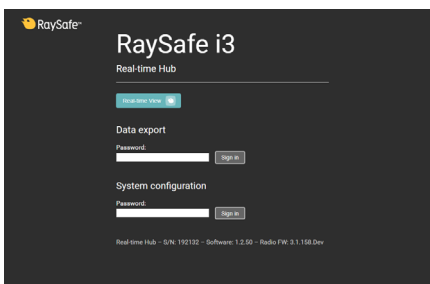 RaySafe™
RaySafe i3
Real-time Hub
Real-time View
Data export
Password:
Sign in
System configuration
Password:
Sign in
Real-time Hub – S/N: 192132 – Software: 1.2.50 – Radio FW: 3.1.158.Dev